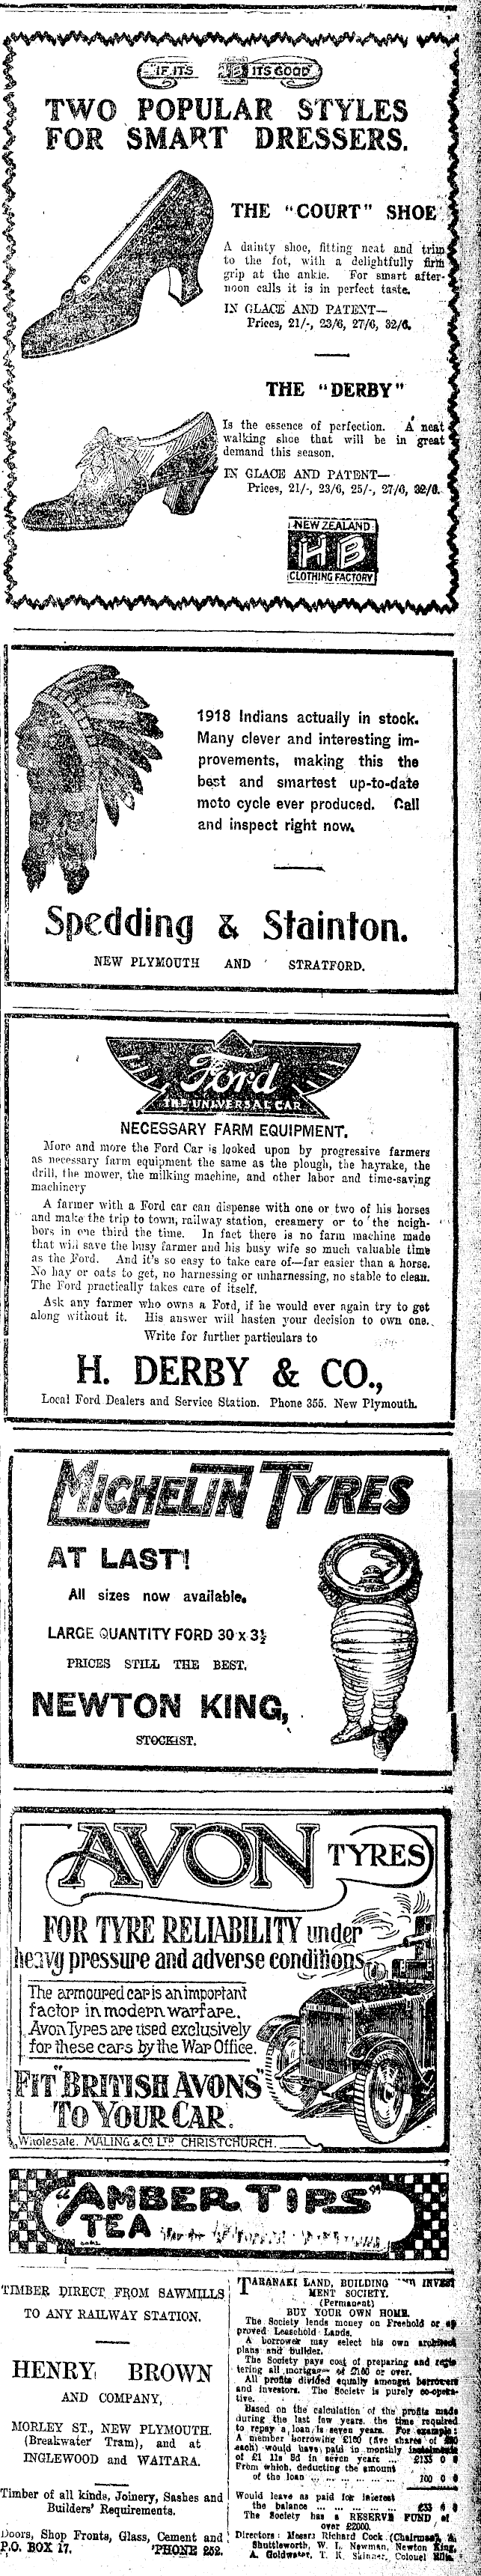 IF IT'S HB ITS GOOD
TWO POPULAR STYLES
FOR SMART DRESSERS.
THE "COURT" SHOE
A dainty shoe, fitting neat and trim
to the fot, with a delightfully firm
grip at the ankle. For smart after-
noon calls it is in perfect taste.
IN GLACE AND PATENT—
Prices, 21/-, 23/6, 27/6, 32/6.
THE "DERBY"
Is the essence of perfection. A neat
walking shoe that will be in great
demand this season.
IN GLACE AND PATENT—
Prices, 21/-, 23/6, 25/-, 27/6, 32/6.
NEW ZEALAND
HB
CLOTHING FACTORY
1918 Indians actually in stock.
Many clever and interesting im-
provements, making this the
best and smartest up-to-date
moto cycle ever produced. Call
and inspect right now.
Spedding & Stainton.
NEW PLYMOUTH AND STRATFORD.
Ford
THE UNIVERSAL CAR
NECESSARY FARM EQUIPMENT.
More and more the Ford Car is looked upon by progressive farmers
as necessary farm equipment the same as the plough, the hayrake, the
drill, the mower, the milking machine, and other labor and time-saving
machinery
A farmer with a Ford car can dispense with one or two of his horses
and make the trip to town, railway station, creamery or to the neigh-
bors in one third the time. In fact there is no farm machine made
that will save the busy farmer and his busy wife so much valuable time
as the Ford. And it's so easy to take care of—far easier than a horse.
No hay or oats to get, no harnessing or unharnessing, no stable to clean.
The Ford practically takes care of itself.
Ask any farmer who owns a Ford, if he would ever again try to get
along without it. His answer will hasten your decision to own one.
Write for further particulars to
H. DERBY & CO.,
Local Ford Dealers and Service Station. Phone 355. New Plymouth.
MICHELIN TYRES
AT LAST!
All sizes now available.
LARGE QUANTITY FORD 30 x 3½
PRICES STILL THE BEST.
NEWTON KING,
STOCKIST.
AVON TYRES
FOR TYRE RELIABILITY under
heavy pressure and adverse conditions.
The armoured car is an important
factor in modern warfare.
Avon Tyres are used exclusively
for these cars by the War Office.
FIT "BRITISH AVONS"
TO YOUR CAR.
Wholesale. MALING & Co. LTD. CHRISTCHURCH.
"AMBER TIPS"
TEA
TIMBER DIRECT FROM SAWMILLS
TO ANY RAILWAY STATION.
HENRY BROWN
AND COMPANY,
MORLEY ST., NEW PLYMOUTH.
(Breakwater Tram), and at
INGLEWOOD and WAITARA.
Timber of all kinds, Joinery, Sashes and
Builders' Requirements.
Doors, Shop Fronts, Glass, Cement and
P.O. BOX 17. 'PHONE 252.
TARANAKI LAND, BUILDING AND INVEST
MENT SOCIETY.
(Permanent)
BUY YOUR OWN HOME.
The Society lends money on Freehold or ap
proved Leasehold Lands.
A borrower may select his own architect
plans and builder.
The Society pays cost of preparing and regis
tering all mortgages of £100 or over.
All profits divided equally amongst borrowers
and investors. The Society is purely co-opera-
tive.
Based on the calculation of the profits made
during the last few years, the time required
to repay a loan is seven years. For example:
A member borrowing £100 (five shares of £20
each) would have paid in monthly instalments
of £1 11s 8d in seven years ... £133 0 0
From which, deducting the amount
of the loan ... 100 0 0
Would leave as paid for interest
the balance ... £33 0 0
The Society has a RESERVE FUND of
over £2000.
Directors: Messrs Richard Cock (Chairman),
Shuttleworth, W. L. Newman, Newton King,
A. Goldwater, T. K. Skinner, Colonel